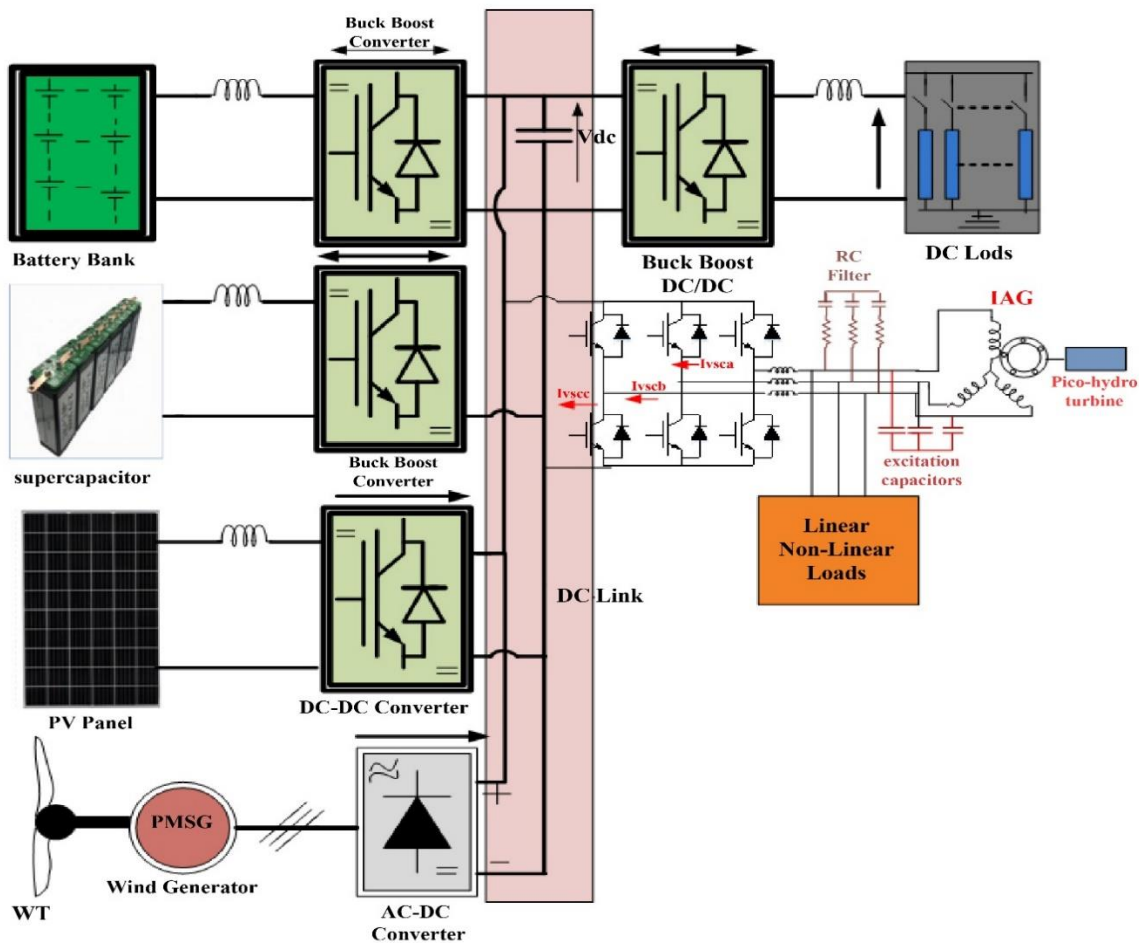 Buck Boost
Converter
Battery Bank
Vdc
Buck Boost
DC/DC
DC Lods
RC
Filter
IAG
Pico-hydro
turbine
Ivsca
Ivscb
Ivscc
excitation
capacitors
Linear
Non-Linear
Loads
supercapacitor
Buck Boost
Converter
DC-Link
PV Panel
DC-DC Converter
PMSG
Wind Generator
WT
+
−
AC-DC
Converter